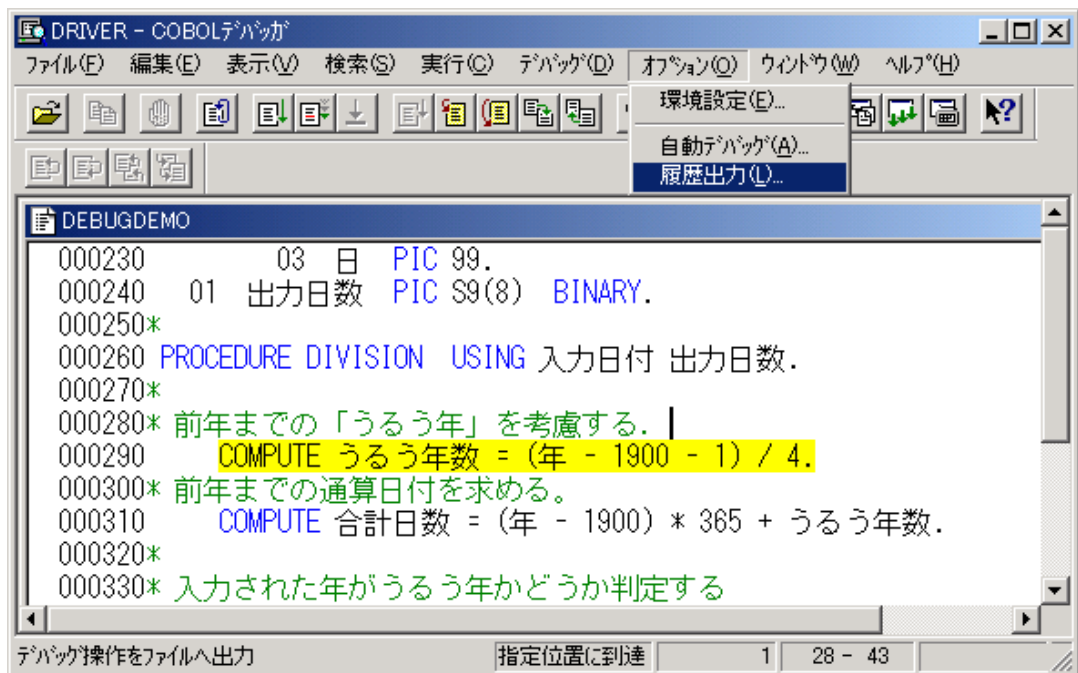 DRIVER - COBOLﾃﾞﾊﾞｯｶﾞ
ﾌｧｲﾙ(F) 編集(E) 表示(V) 検索(S) 実行(C) ﾃﾞﾊﾞｯｸﾞ(D) ｵﾌﾟｼｮﾝ(O) ｳｨﾝﾄﾞｳ(W) ﾍﾙﾌﾟ(H)
環境設定(E)...
自動ﾃﾞﾊﾞｯｸﾞ(A)...
履歴出力(L)...
DEBUGDEMO
000230 03 日 PIC 99.
000240 01 出力日数 PIC S9(8) BINARY.
000250*
000260 PROCEDURE DIVISION USING 入力日付 出力日数.
000270*
000280* 前年までの「うるう年」を考慮する.
000290 COMPUTE うるう年数 = (年 - 1900 - 1) / 4.
000300* 前年までの通算日付を求める。
000310 COMPUTE 合計日数 = (年 - 1900) * 365 + うるう年数.
000320*
000330* 入力された年がうるう年かどうか判定する
ﾃﾞﾊﾞｯｸﾞ操作をﾌｧｲﾙへ出力 指定位置に到達 1 28 - 43